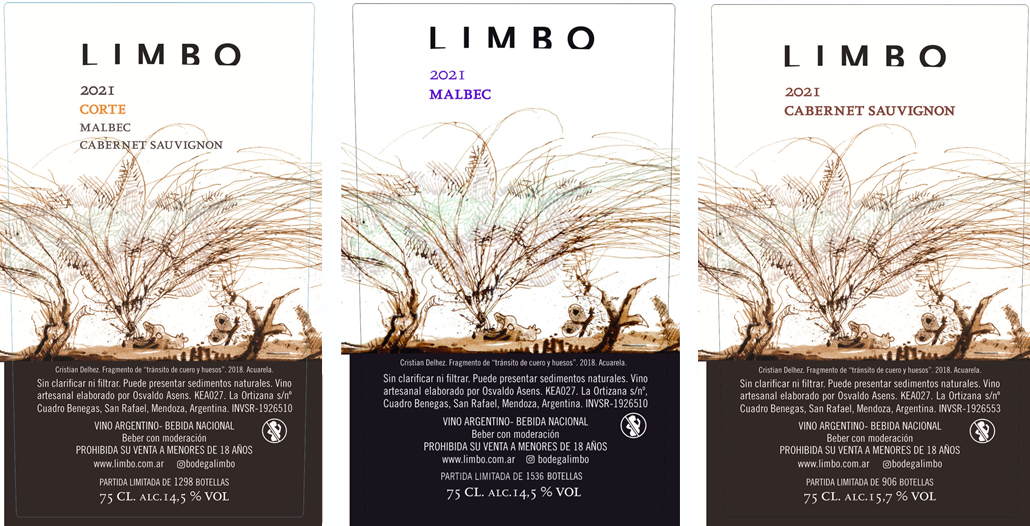 LIMBO
2021
CORTE
MALBEC
CABERNET SAUVIGNON
Cristian Delhez. Fragmento de "tránsito de cuero y huesos". 2018. Acuarela.
Sin clarificar ni filtrar. Puede presentar sedimentos naturales. Vino
artesanal elaborado por Osvaldo Asens. KEA027. La Ortizana s/nº
Cuadro Benegas, San Rafael, Mendoza, Argentina. INVSR-1926510
VINO ARGENTINO- BEBIDA NACIONAL
Beber con moderación
PROHIBIDA SU VENTA A MENORES DE 18 AÑOS
www.limbo.com.ar @bodegalimbo
PARTIDA LIMITADA DE 1298 BOTELLAS
75 CL. ALC.14,5 % VOL
LIMBO
2021
MALBEC
Cristian Delhez. Fragmento de "tránsito de cuero y huesos". 2018. Acuarela.
Sin clarificar ni filtrar. Puede presentar sedimentos naturales. Vino
artesanal elaborado por Osvaldo Asens. KEA027. La Ortizana s/nº,
Cuadro Benegas, San Rafael, Mendoza, Argentina. INVSR-1926510
VINO ARGENTINO- BEBIDA NACIONAL
Beber con moderación
PROHIBIDA SU VENTA A MENORES DE 18 AÑOS
www.limbo.com.ar bodegalimbo
PARTIDA LIMITADA DE 1536 BOTELLAS
75 CL. ALC.14,5 % VOL
LIMBO
2021
CABERNET SAUVIGNON
Cristian Delhez. Fragmento de "tránsito de cuero y huesos". 2018. Acuarela.
Sin clarificar ni filtrar. Puede presentar sedimentos naturales. Vino
artesanal elaborado por Osvaldo Asens. KEA027. La Ortizana s/nº
Cuadro Benegas, San Rafael, Mendoza, Argentina. INVSR-1926553
VINO ARGENTINO- BEBIDA NACIONAL
Beber con moderación
PROHIBIDA SU VENTA A MENORES DE 18 AÑOS
www.limbo.com.ar @bodegalimbo
PARTIDA LIMITADA DE 906 BOTELLAS
75 CL. ALC.15,7 % VOL